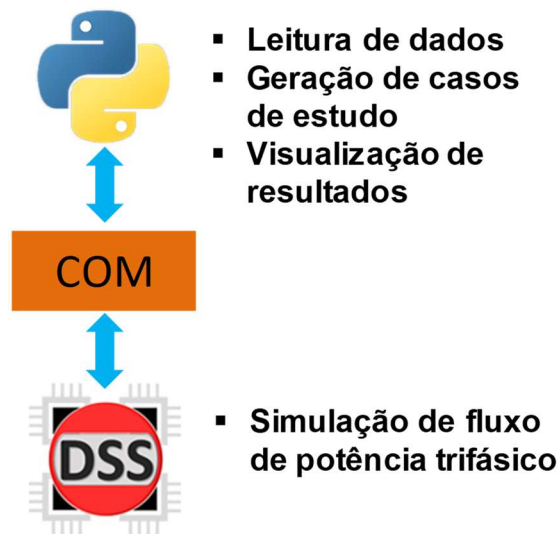 ▪ Leitura de dados
▪ Geração de casos
de estudo
▪ Visualização de
resultados
COM
DSS
▪ Simulação de fluxo
de potência trifásico